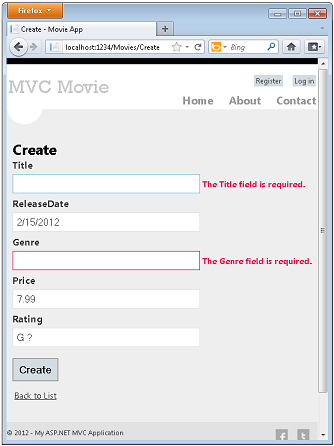 Firefox
Create - Movie App
localhost:1234/Movies/Create
Bing
Register Log in
MVC Movie
Home About Contact
Create
Title
The Title field is required.
ReleaseDate
2/15/2012
Genre
The Genre field is required.
Price
7.99
Rating
G ?
Create
Back to List
© 2012 - My ASP.NET MVC Application